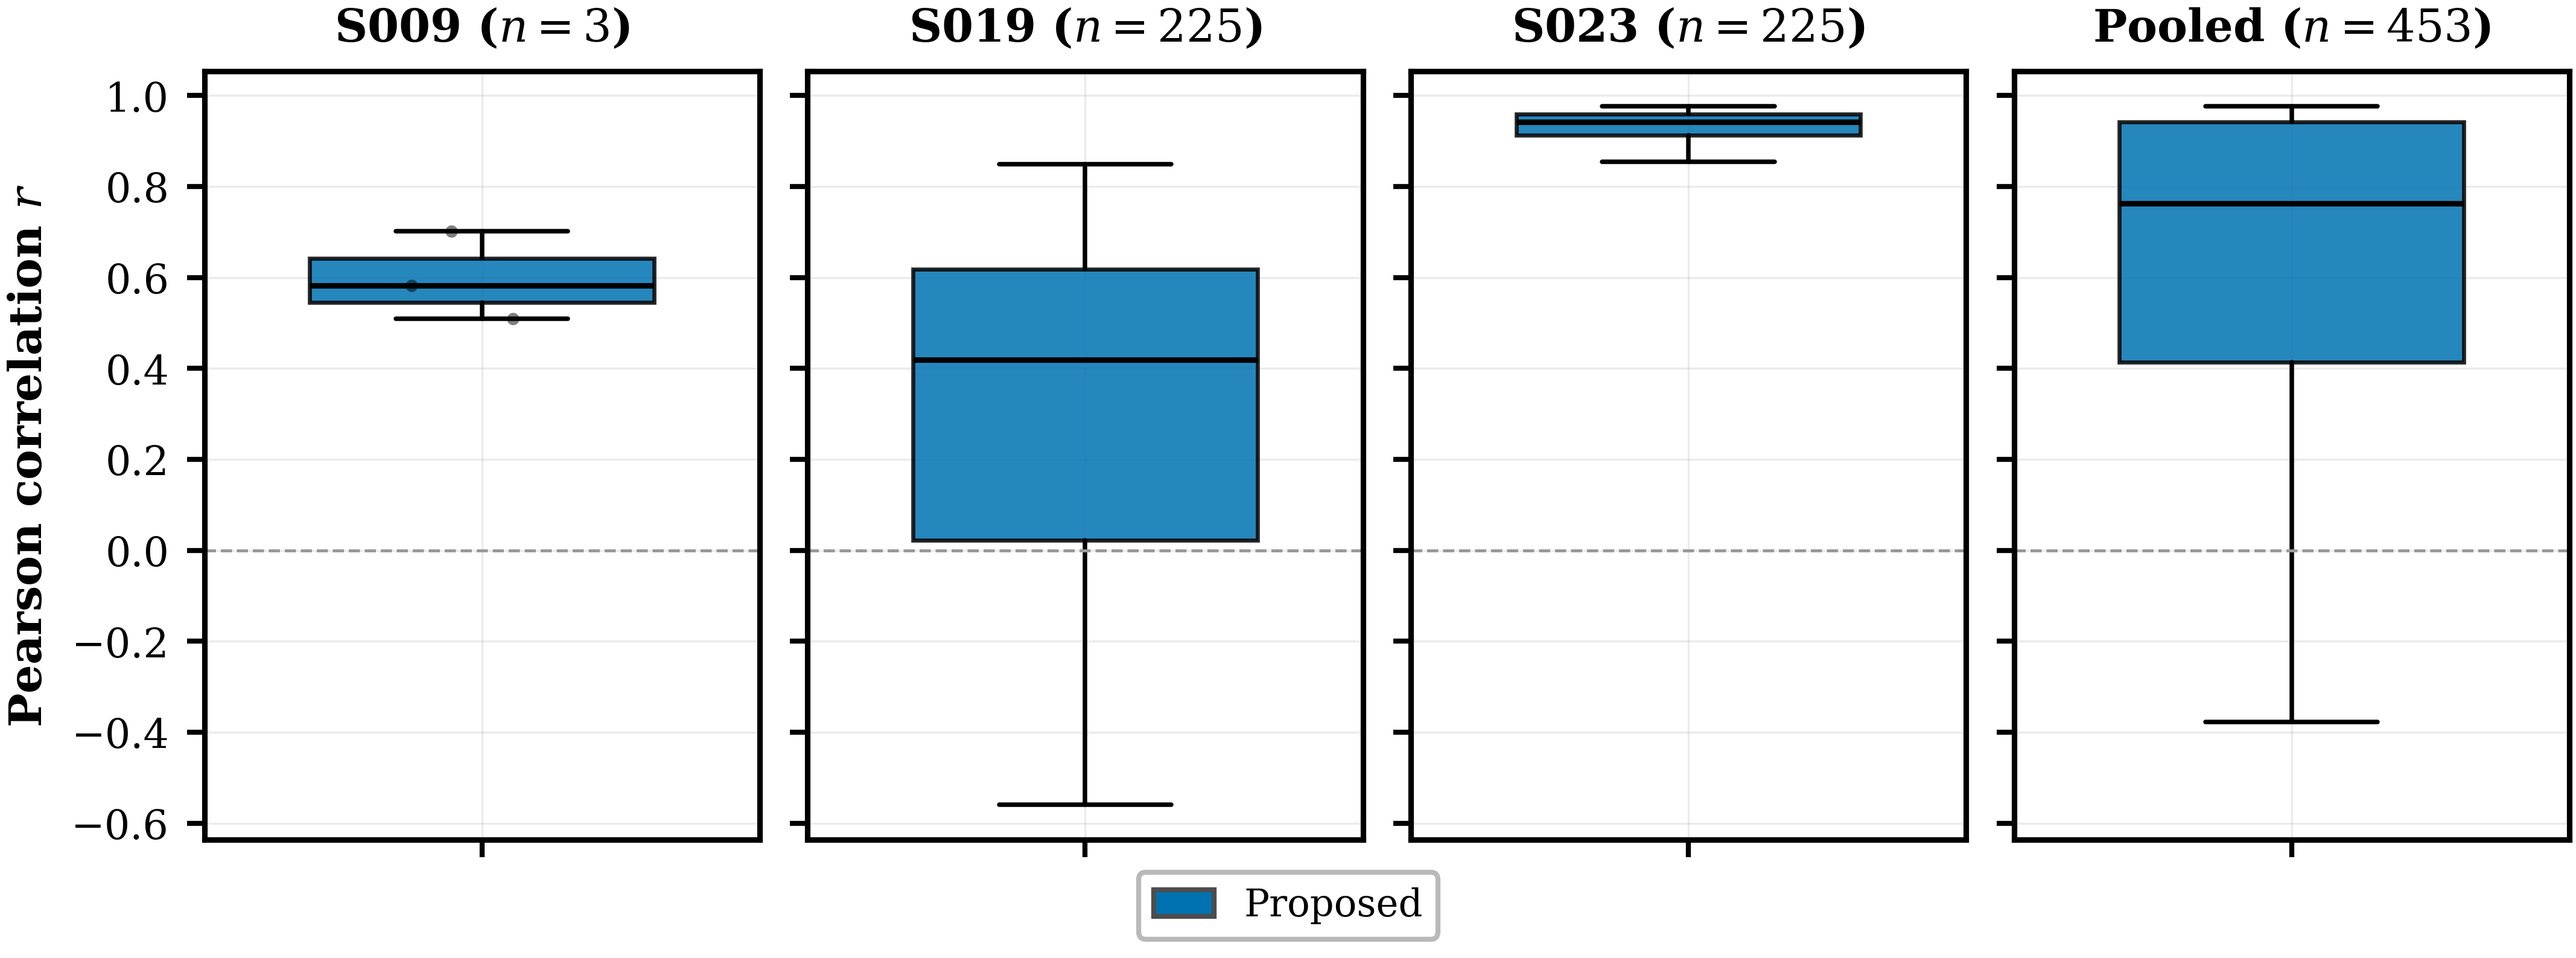 S009 (n = 3)
S019 (n = 225)
S023 (n = 225)
Pooled (n = 453)
Pearson correlation r
1.0
0.8
0.6
0.4
0.2
0.0
−0.2
−0.4
−0.6
Proposed